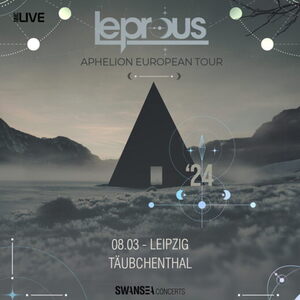 LIVE
leprous
APHELION EUROPEAN TOUR
'24
08.03 - LEIPZIG
TÄUBCHENTHAL
SWANSEA CONCERTS